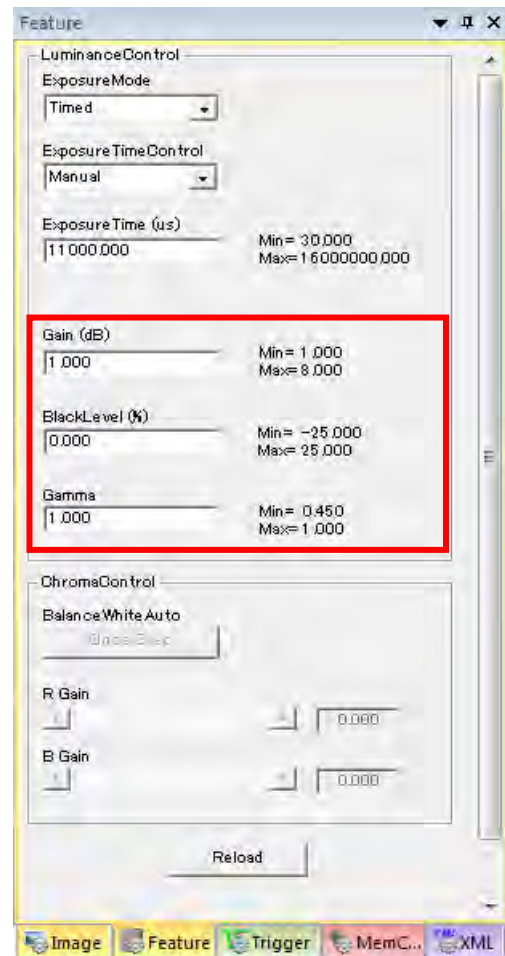 Feature
LuminanceControl
ExposureMode
Timed
ExposureTimeControl
Manual
ExposureTime (us)
11000.000
Min= 30.000
Max=16000000.000
Gain (dB)
1.000
Min= 1.000
Max= 8.000
BlackLevel (%)
0.000
Min= -25.000
Max= 25.000
Gamma
1.000
Min= 0.450
Max= 1.000
ChromaControl
BalanceWhiteAuto
R Gain
0.000
B Gain
0.000
Reload
Image Feature Trigger MemC... XML